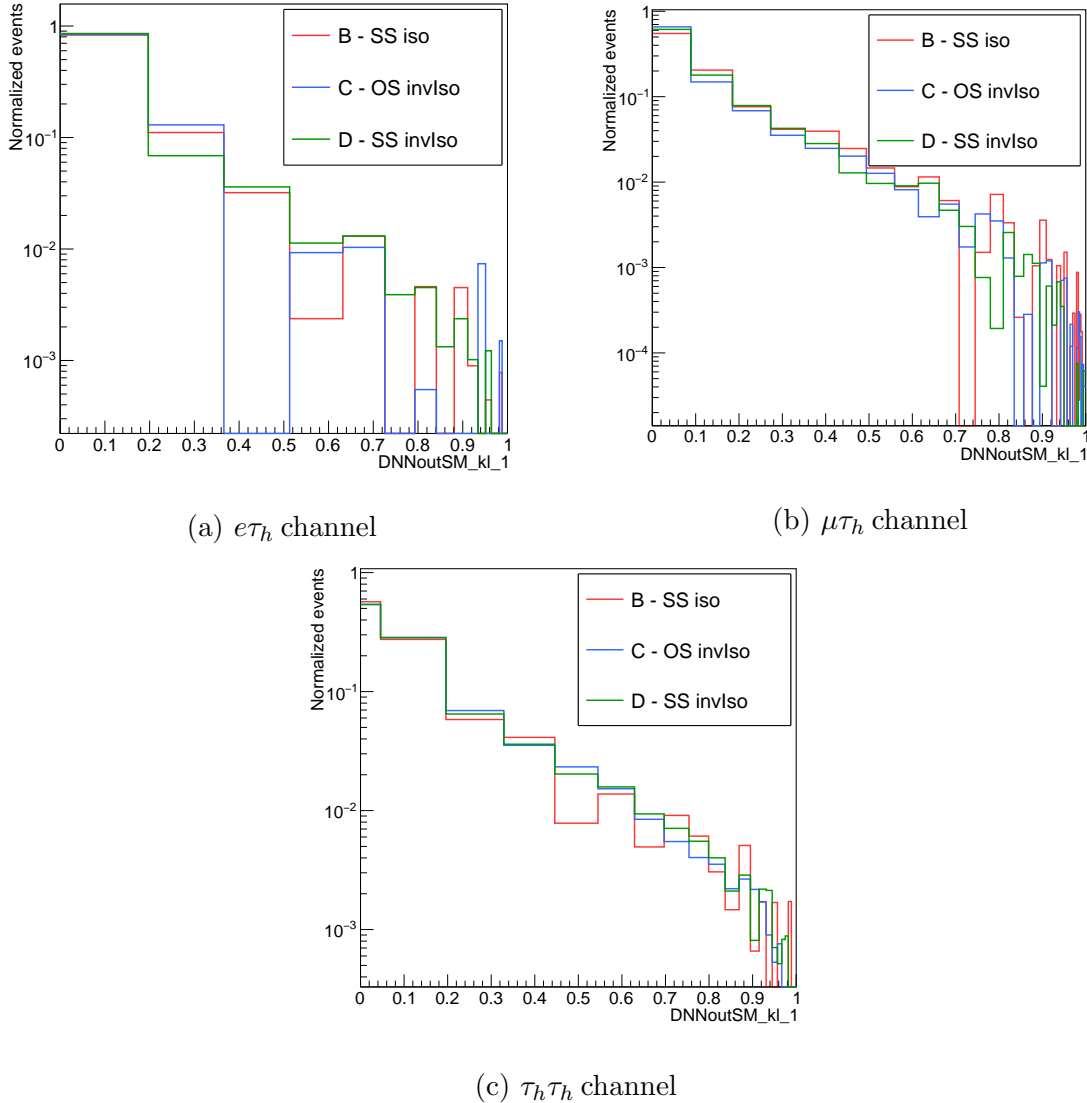 Normalized events
1
10⁻¹
10⁻²
10⁻³
B - SS iso
C - OS invIso
D - SS invIso
0 0.1 0.2 0.3 0.4 0.5 0.6 0.7 0.8 0.9 1
DNNoutSM_kl_1
(a) eτₕ channel
Normalized events
1
10⁻¹
10⁻²
10⁻³
10⁻⁴
B - SS iso
C - OS invIso
D - SS invIso
0 0.1 0.2 0.3 0.4 0.5 0.6 0.7 0.8 0.9 1
DNNoutSM_kl_1
(b) μτₕ channel
Normalized events
1
10⁻¹
10⁻²
10⁻³
B - SS iso
C - OS invIso
D - SS invIso
0 0.1 0.2 0.3 0.4 0.5 0.6 0.7 0.8 0.9 1
DNNoutSM_kl_1
(c) τₕτₕ channel